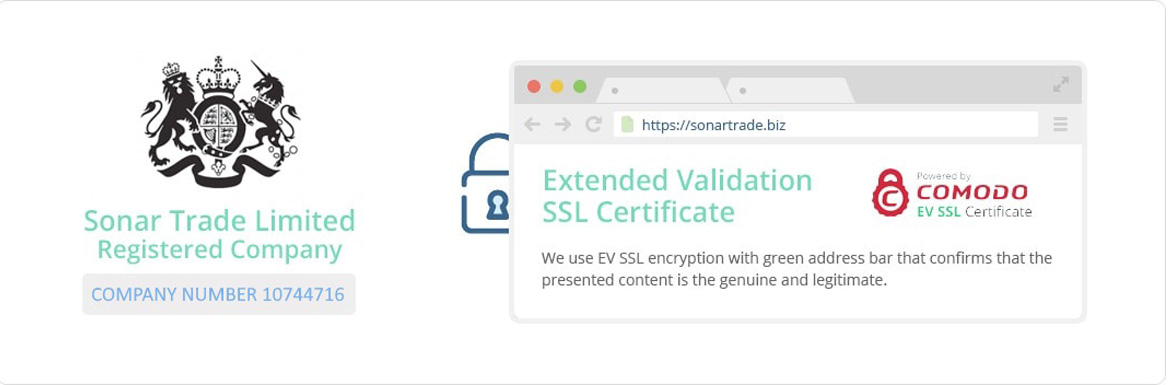 Sonar Trade Limited
Registered Company
COMPANY NUMBER 10744716
https://sonartrade.biz
Extended Validation
SSL Certificate
Powered by
COMODO
EV SSL Certificate
We use EV SSL encryption with green address bar that confirms that the
presented content is the genuine and legitimate.